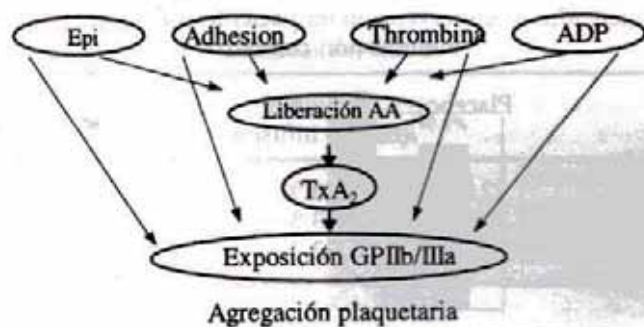 Epi Adhesion Thrombina ADP
Liberación AA
TxA₂
Exposición GPIIb/IIIa
Agregación plaquetaria